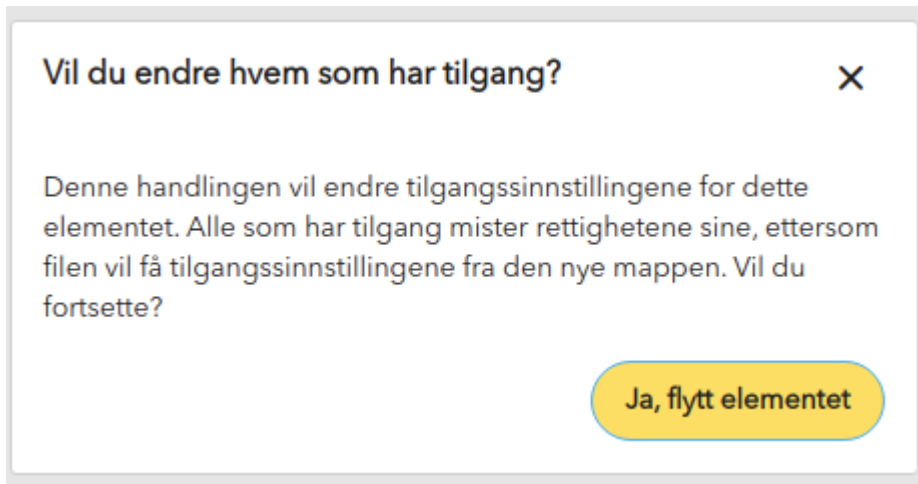 Vil du endre hvem som har tilgang?
Denne handlingen vil endre tilgangssinnstillingene for dette
elementet. Alle som har tilgang mister rettighetene sine, ettersom
filen vil få tilgangssinnstillingene fra den nye mappen. Vil du
fortsette?
Ja, flytt elementet